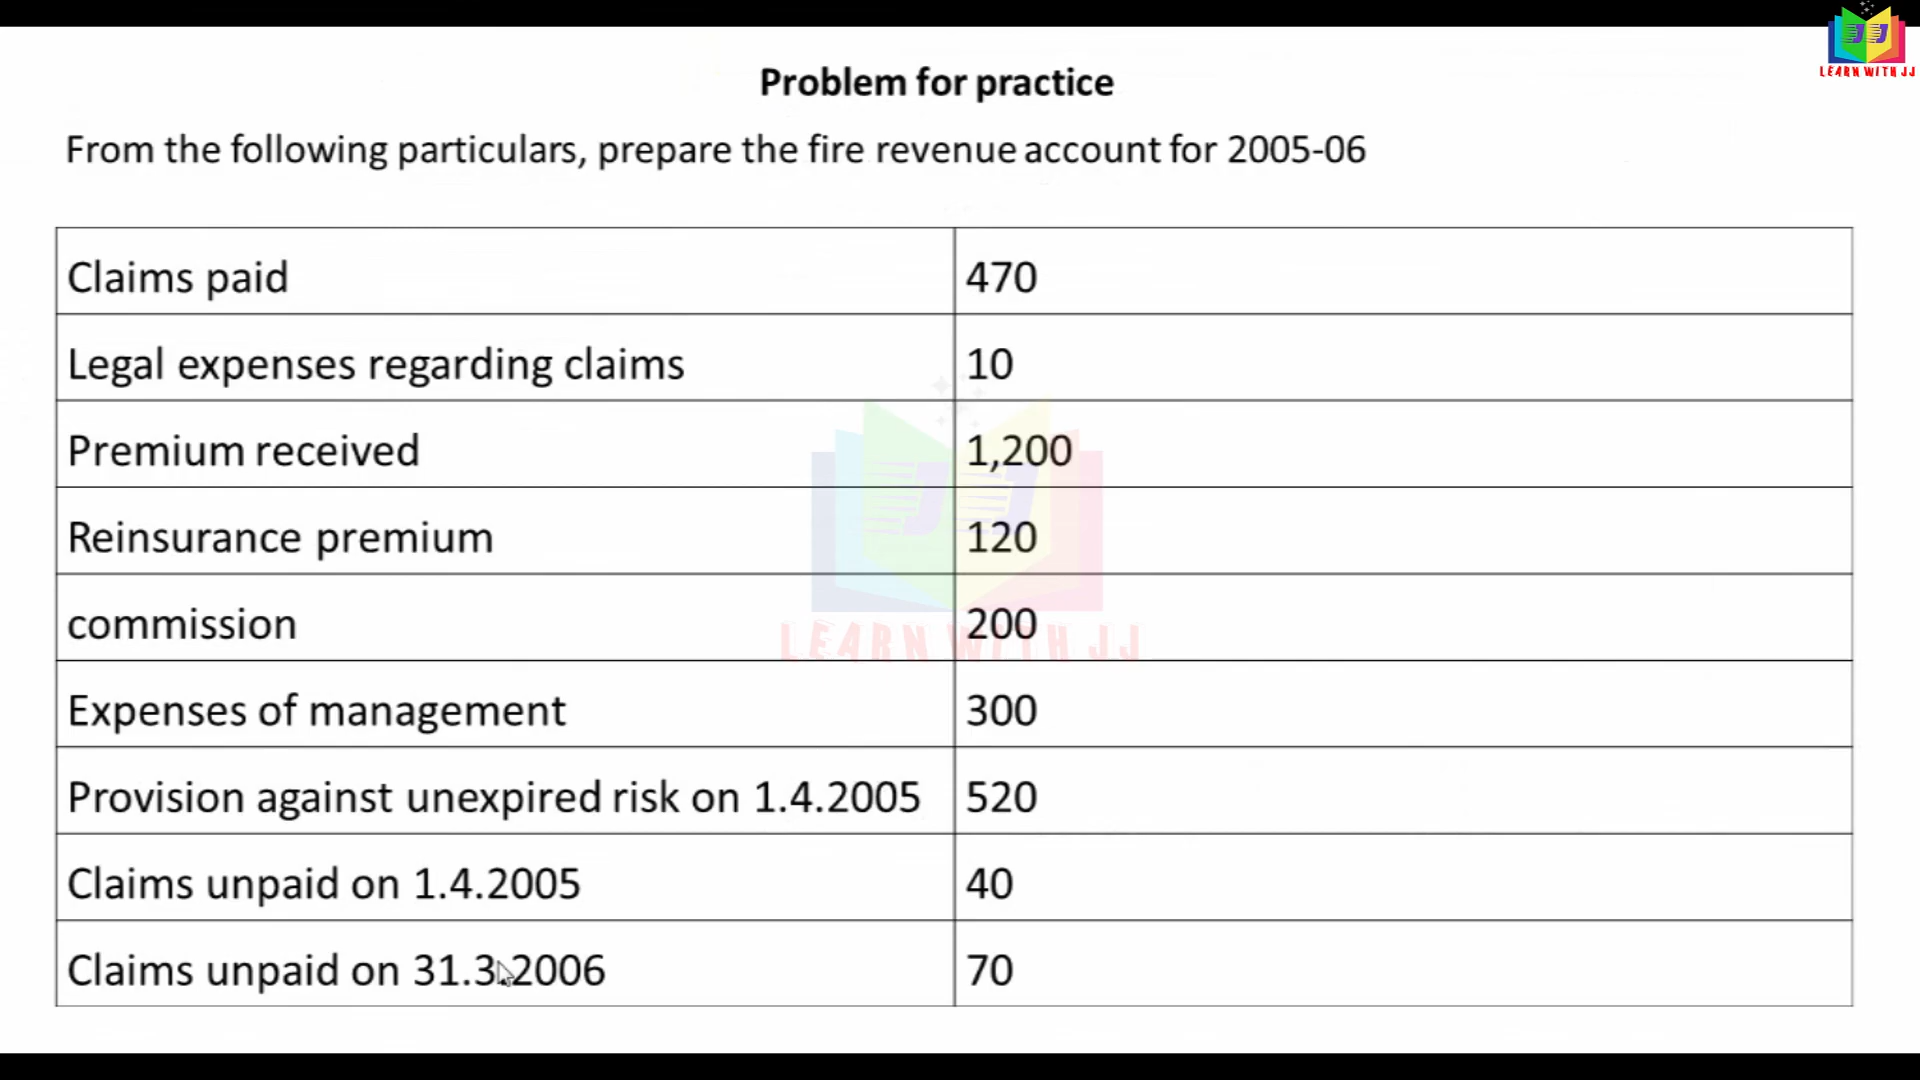 LEARN WITH JJ
Problem for practice
From the following particulars, prepare the fire revenue account for 2005-06
Claims paid 470
Legal expenses regarding claims 10
Premium received 1,200
Reinsurance premium 120
commission 200
LEARN WITH JJ
Expenses of management 300
Provision against unexpired risk on 1.4.2005 520
Claims unpaid on 1.4.2005 40
Claims unpaid on 31.3.2006 70